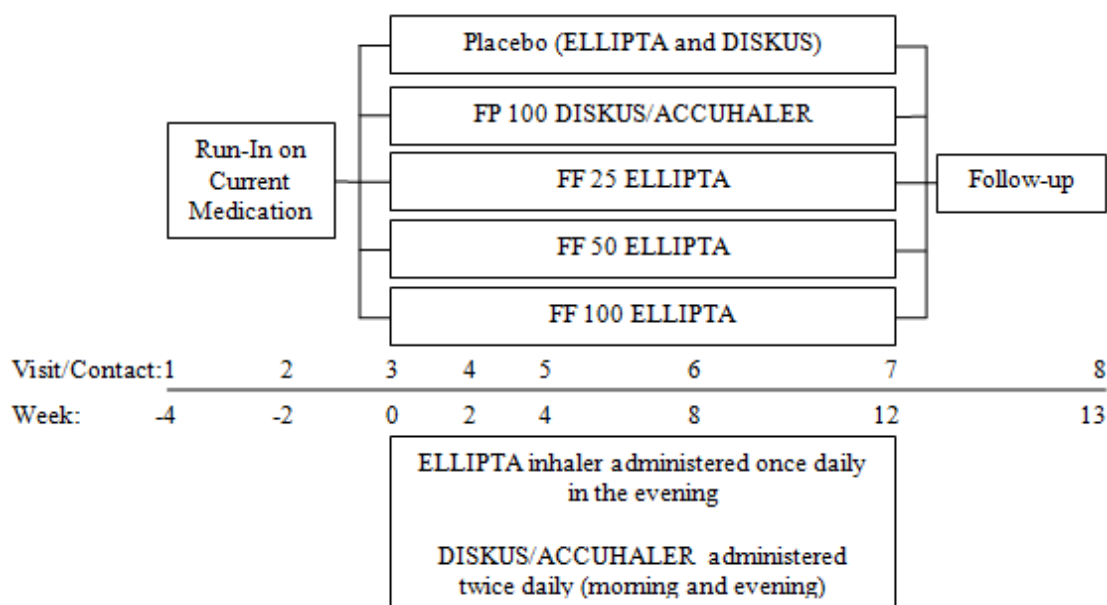 Placebo (ELLIPTA and DISKUS)
FP 100 DISKUS/ACCUHALER
Run-In on
Current
Medication
FF 25 ELLIPTA
Follow-up
FF 50 ELLIPTA
FF 100 ELLIPTA
Visit/Contact:1 2 3 4 5 6 7 8
Week: -4 -2 0 2 4 8 12 13
ELLIPTA inhaler administered once daily
in the evening
DISKUS/ACCUHALER administered
twice daily (morning and evening)